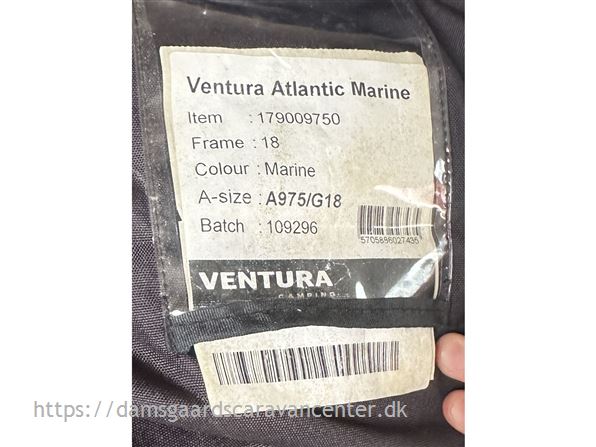 Ventura Atlantic Marine
Item : 179009750
Frame : 18
Colour : Marine
A-size : A975/G18
Batch : 109296
5705886027435
VENTURA
CAMPING
https://damsgaardscaravancenter.dk